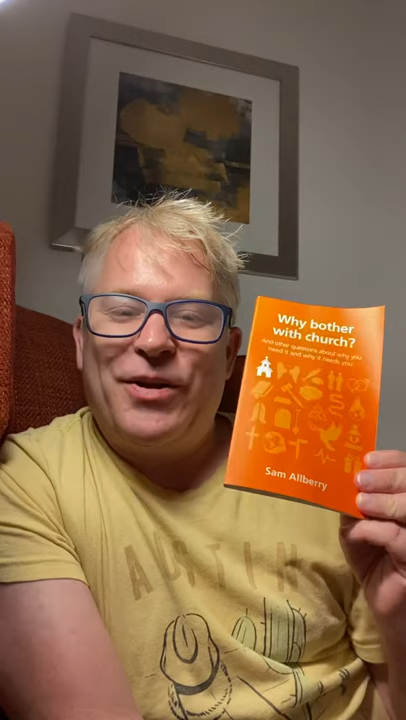 Why bother
with church?
And other questions about why you
need it and why it needs you
Sam Allberry